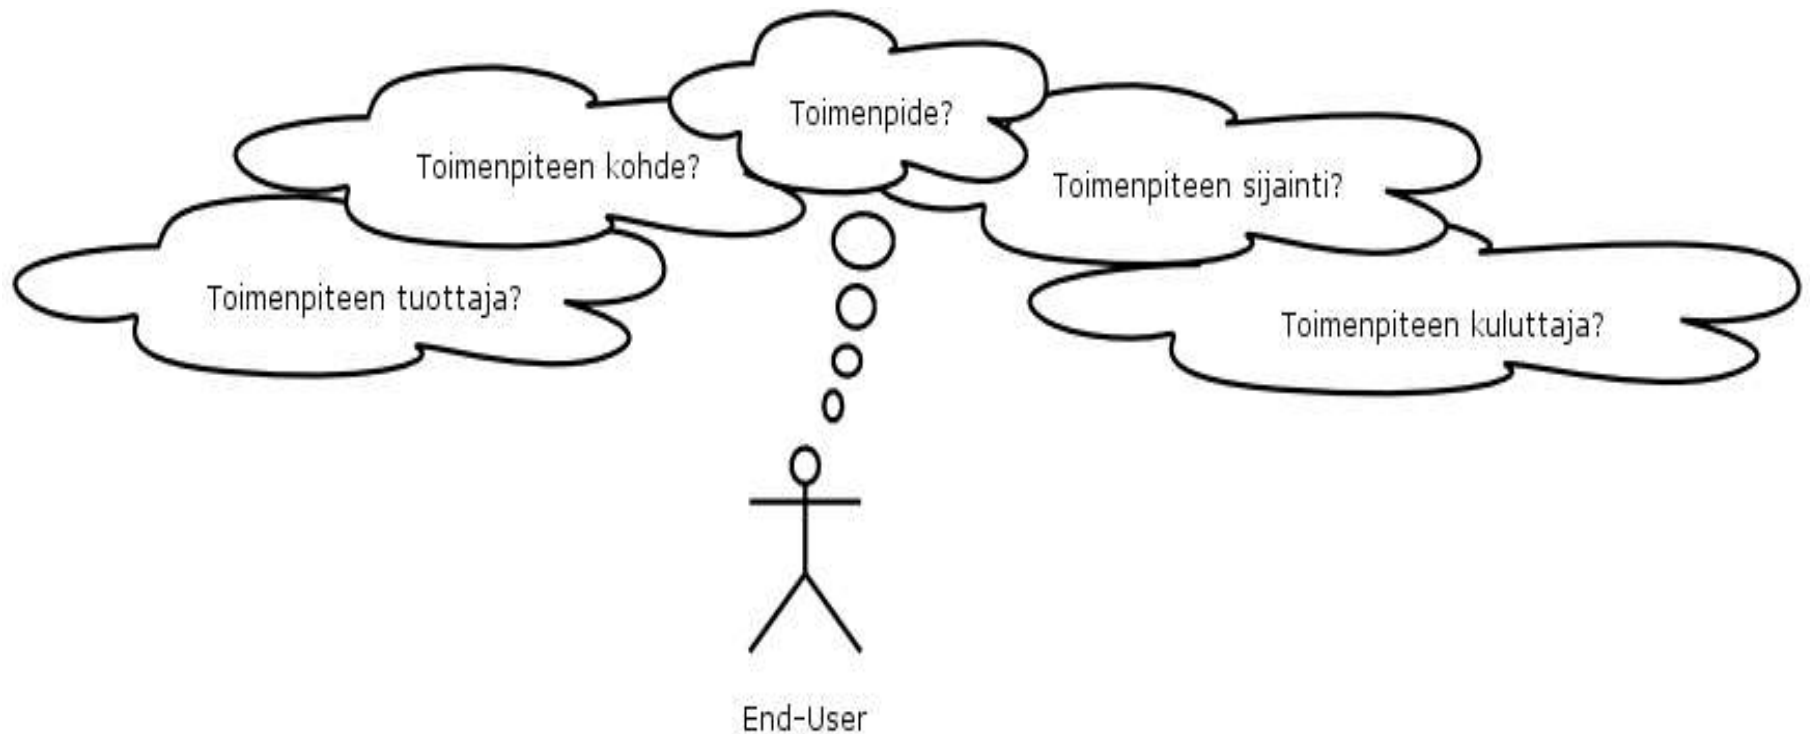 Toimenpide?
Toimenpiteen kohde?
Toimenpiteen sijainti?
Toimenpiteen tuottaja?
Toimenpiteen kuluttaja?
End-User